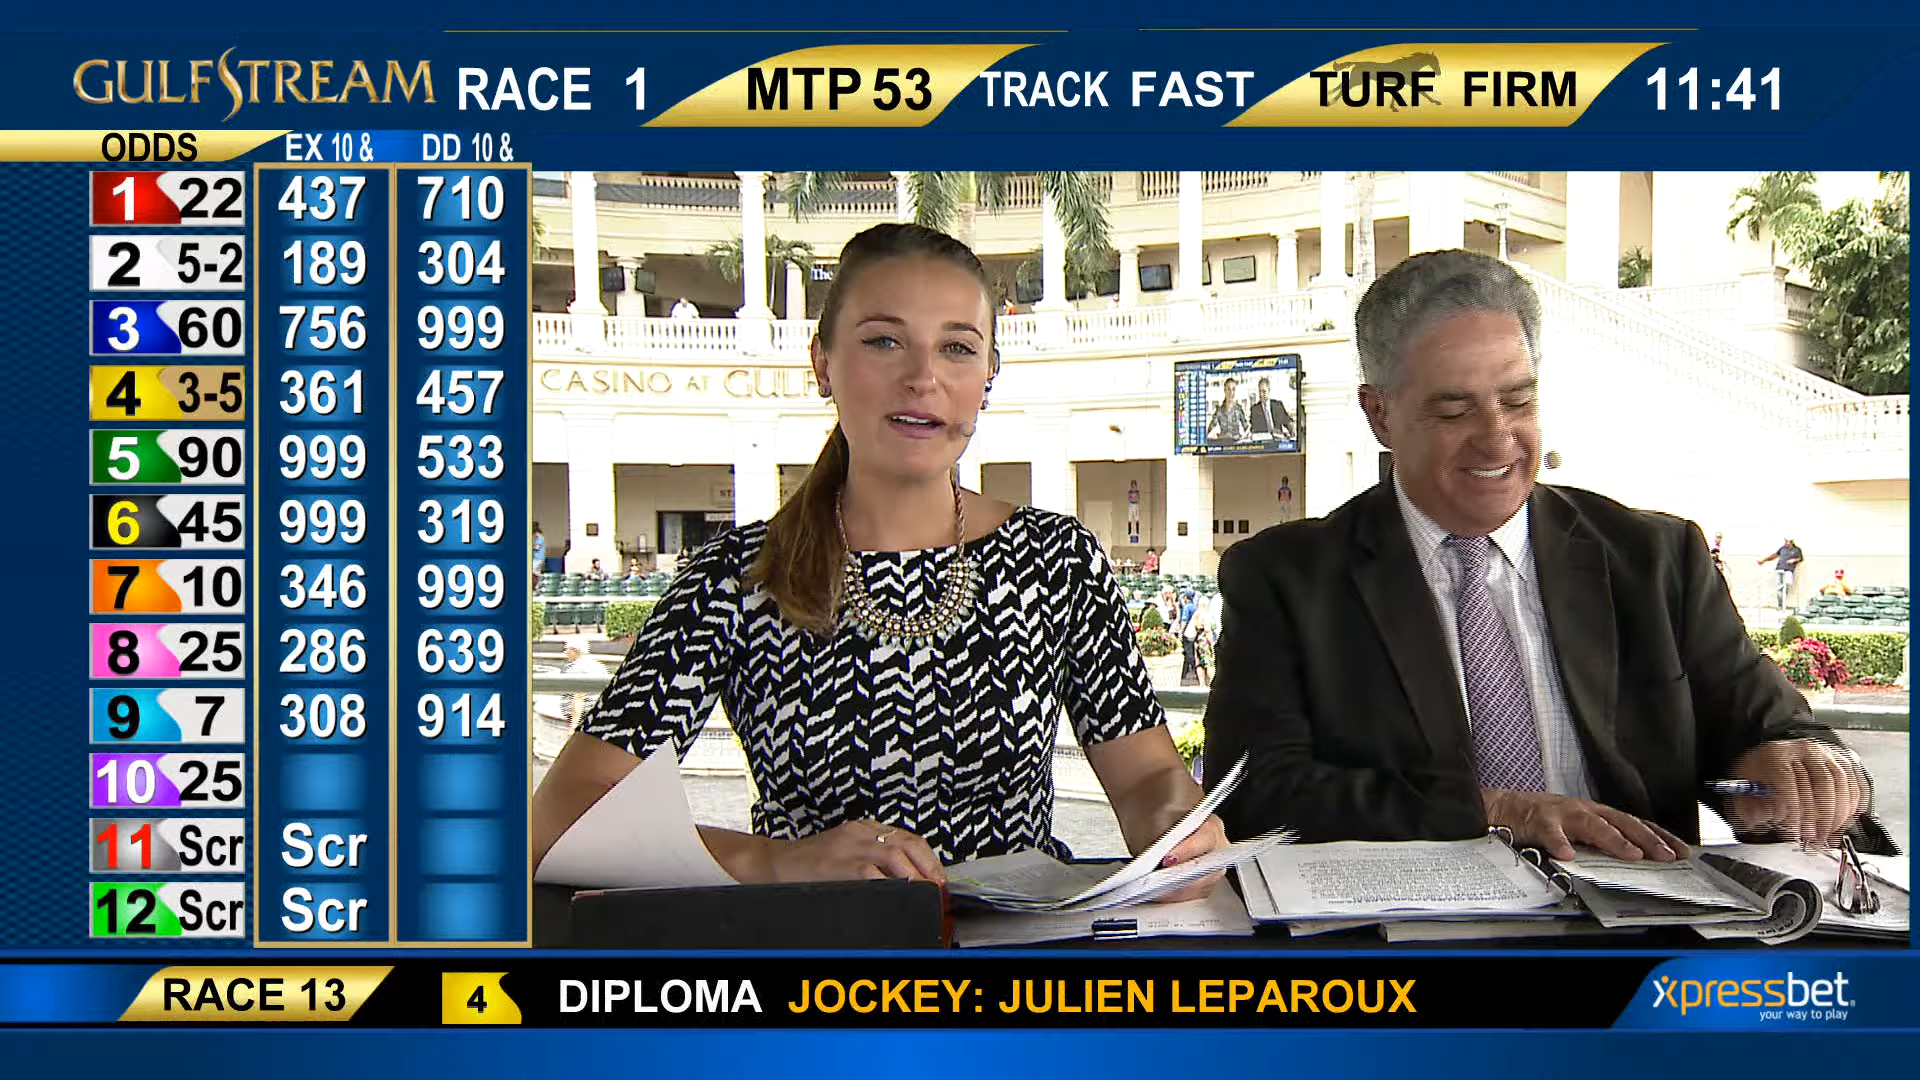 GULFSTREAM RACE 1 MTP 53 TRACK FAST TURF FIRM 11:41
ODDS EX 10 & DD 10 &
1 22 437 710
2 5-2 189 304
3 60 756 999
4 3-5 361 457
5 90 999 533
6 45 999 319
7 10 346 999
8 25 286 639
9 7 308 914
10 25
11 Scr Scr
12 Scr Scr
The
CASINO AT GULF
RACE 13 4 DIPLOMA JOCKEY: JULIEN LEPAROUX xpressbet
your way to play